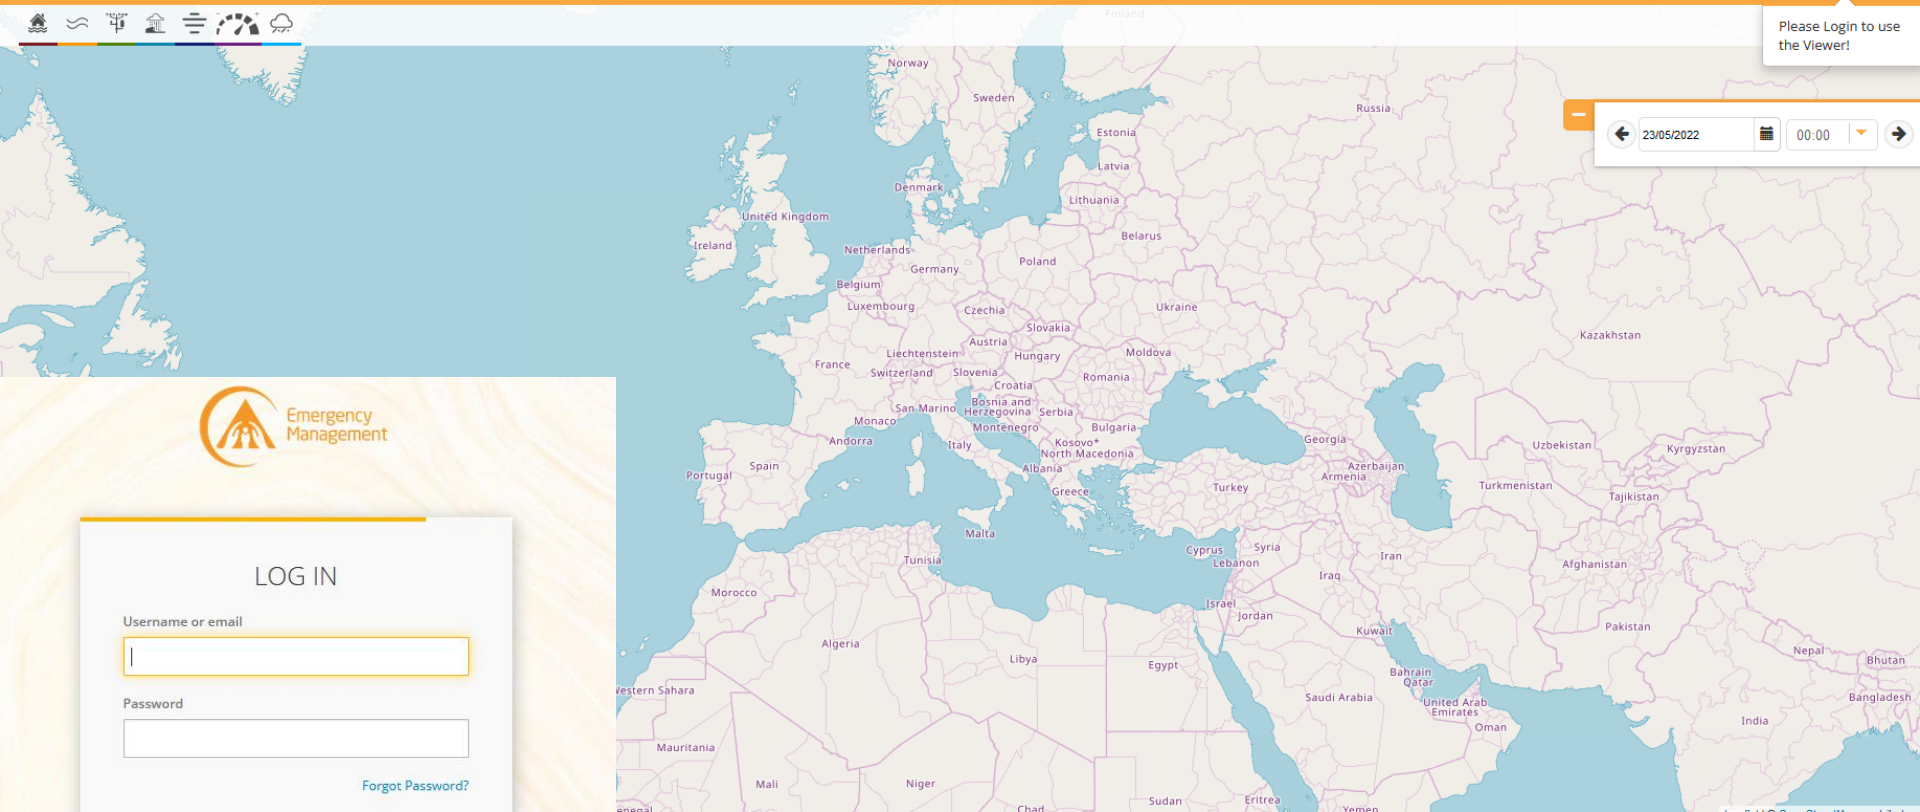 Finland
Please Login to use
the Viewer!
Norway
Sweden
Russia
23/05/2022
00:00
Estonia
Latvia
Denmark
Lithuania
United Kingdom
Belarus
Ireland
Netherlands
Poland
Germany
Belgium
Luxembourg
Czechia
Ukraine
Slovakia
Kazakhstan
Austria
Liechtenstein
Hungary
Moldova
France
Switzerland
Slovenia
Romania
Croatia
Bosnia and
Herzegovina
San Marino
Serbia
Monaco
Montenegro
Bulgaria
Andorra
Italy
Kosovo*
North Macedonia
Georgia
Uzbekistan
Kyrgyzstan
Spain
Portugal
Albania
Azerbaijan
Armenia
Greece
Turkey
Turkmenistan
Tajikistan
Malta
Tunisia
Cyprus
Syria
Lebanon
Iran
Afghanistan
Iraq
Morocco
Israel
Jordan
Kuwait
Pakistan
Algeria
Libya
Egypt
Nepal
Bhutan
Bahrain
Qatar
Western Sahara
Saudi Arabia
United Arab
Emirates
Bangladesh
Oman
India
Mauritania
Mali
Niger
Chad
Sudan
Eritrea
Yemen
Emergency
Management
LOG IN
Username or email
Password
Forgot Password?